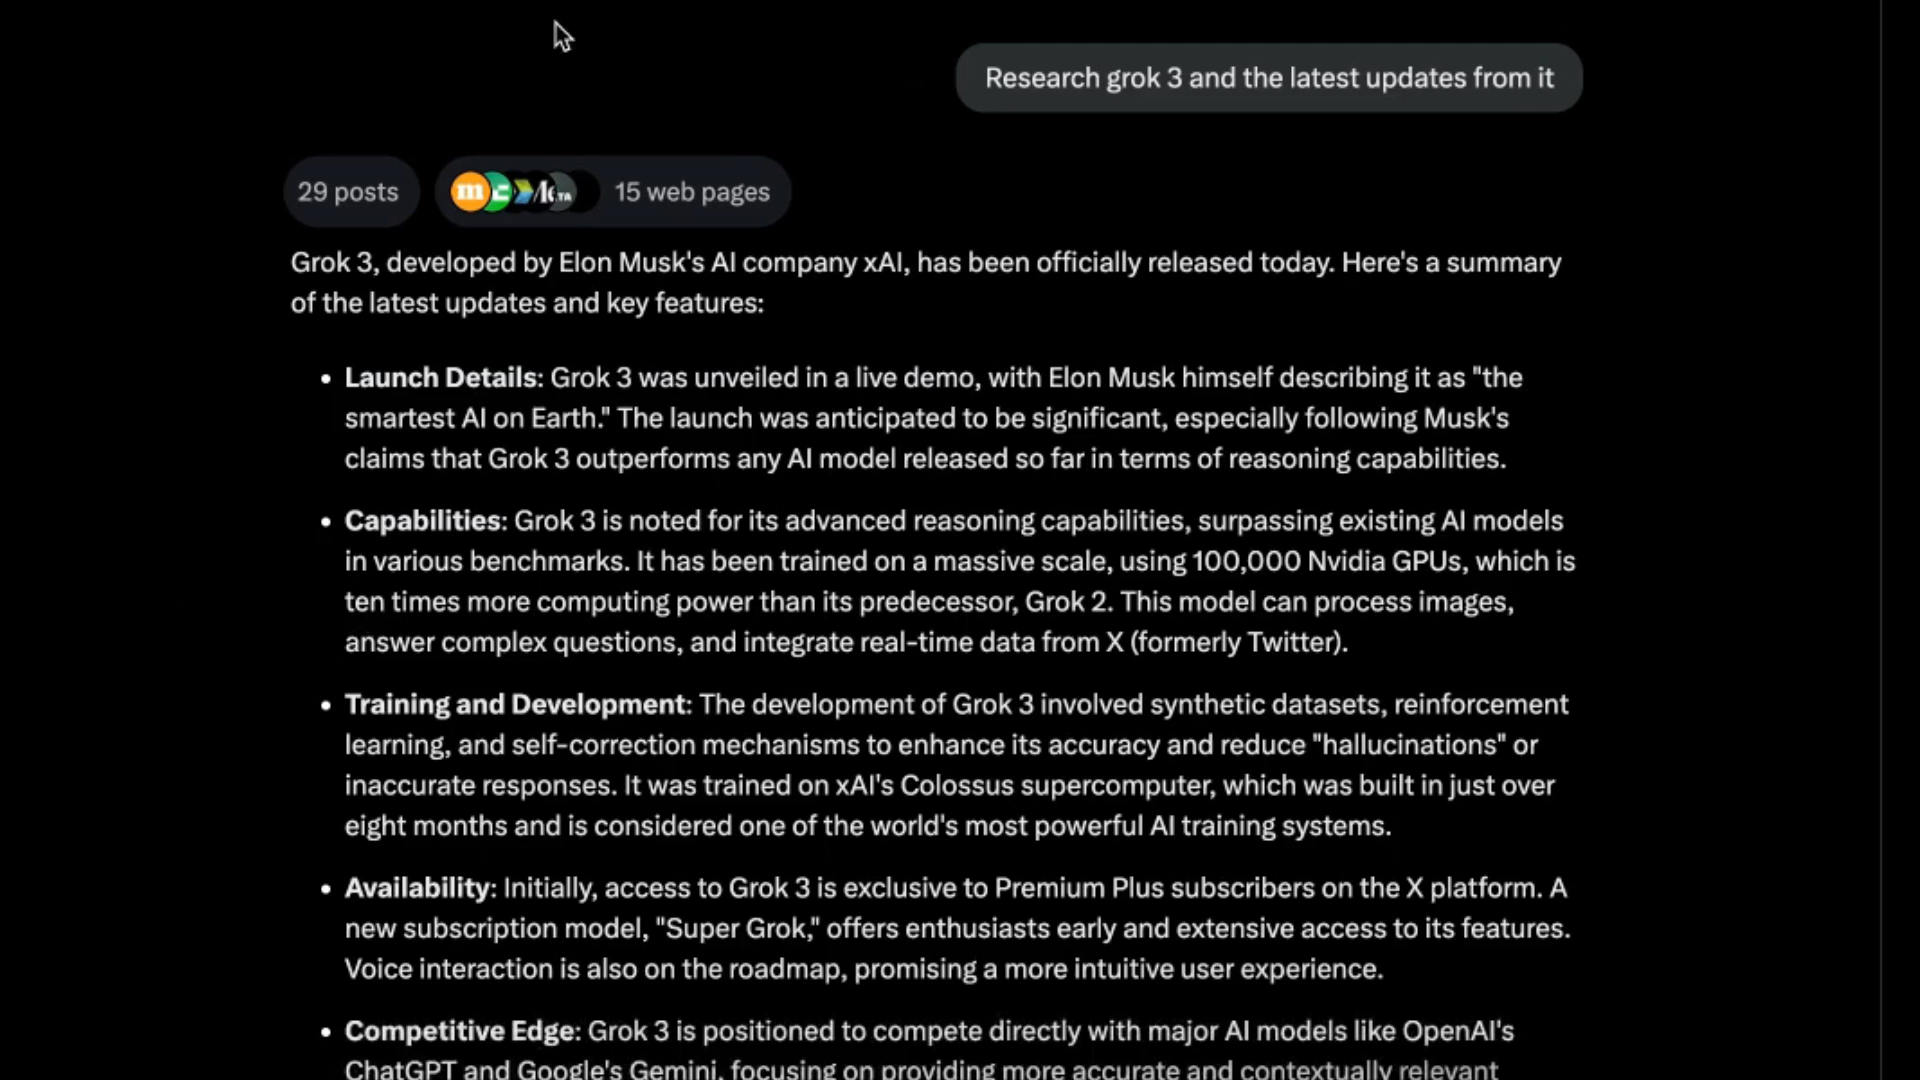 Research grok 3 and the latest updates from it
29 posts
15 web pages
Grok 3, developed by Elon Musk's AI company xAI, has been officially released today. Here's a summary
of the latest updates and key features:
• Launch Details: Grok 3 was unveiled in a live demo, with Elon Musk himself describing it as "the
smartest AI on Earth." The launch was anticipated to be significant, especially following Musk's
claims that Grok 3 outperforms any AI model released so far in terms of reasoning capabilities.
• Capabilities: Grok 3 is noted for its advanced reasoning capabilities, surpassing existing AI models
in various benchmarks. It has been trained on a massive scale, using 100,000 Nvidia GPUs, which is
ten times more computing power than its predecessor, Grok 2. This model can process images,
answer complex questions, and integrate real-time data from X (formerly Twitter).
• Training and Development: The development of Grok 3 involved synthetic datasets, reinforcement
learning, and self-correction mechanisms to enhance its accuracy and reduce "hallucinations" or
inaccurate responses. It was trained on xAI's Colossus supercomputer, which was built in just over
eight months and is considered one of the world's most powerful AI training systems.
• Availability: Initially, access to Grok 3 is exclusive to Premium Plus subscribers on the X platform. A
new subscription model, "Super Grok," offers enthusiasts early and extensive access to its features.
Voice interaction is also on the roadmap, promising a more intuitive user experience.
• Competitive Edge: Grok 3 is positioned to compete directly with major AI models like OpenAI's
ChatGPT and Google's Gemini, focusing on providing more accurate and contextually relevant